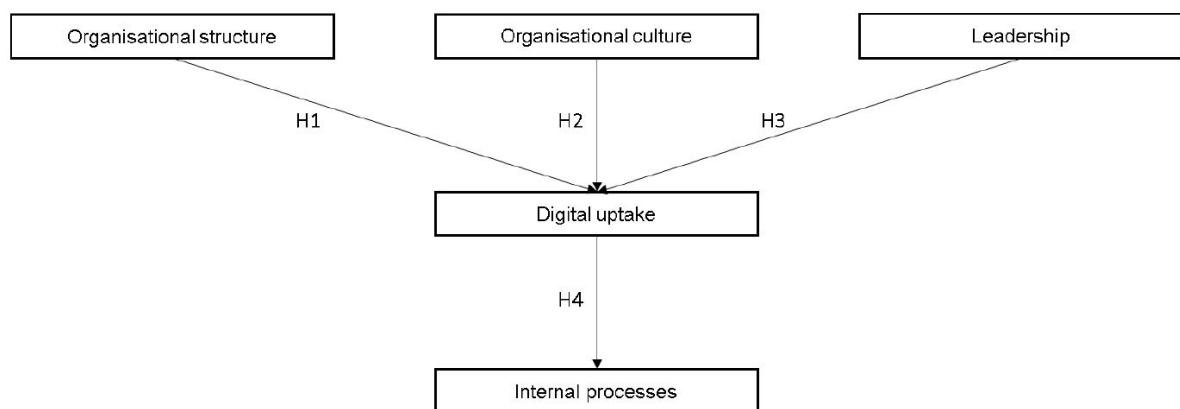 Organisational structure
Organisational culture
Leadership
H1
H2
H3
Digital uptake
H4
Internal processes